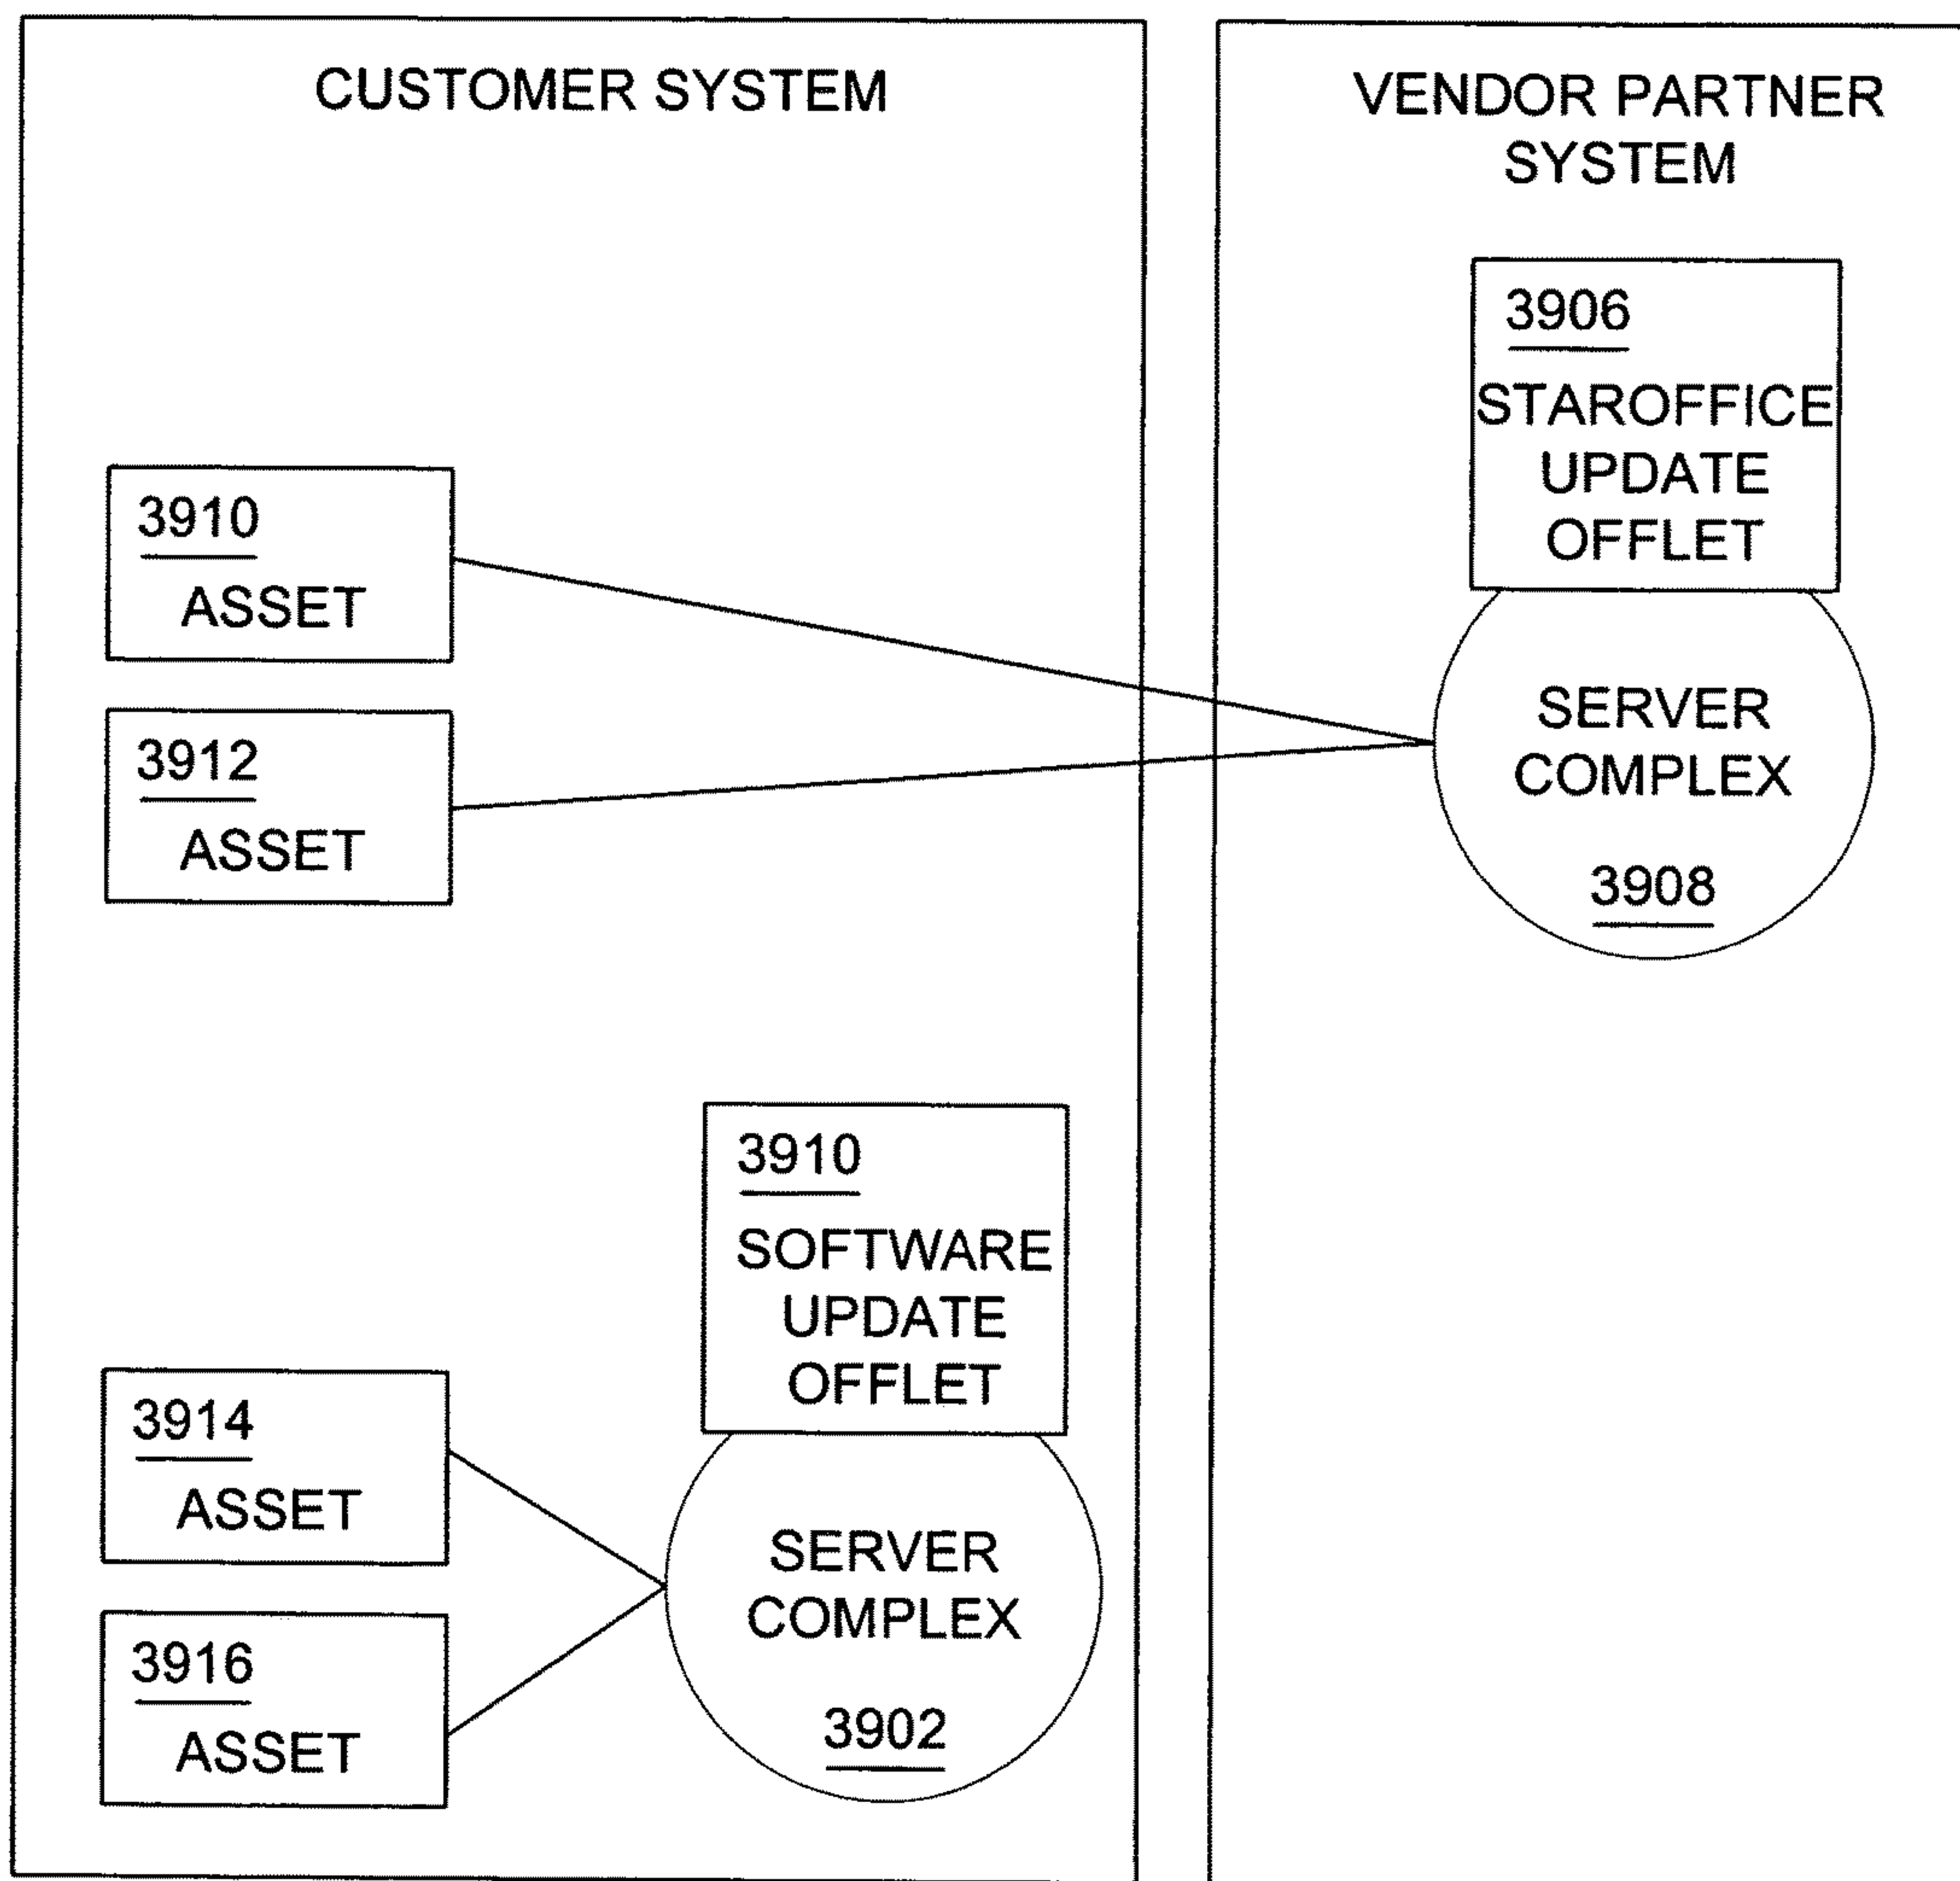 CUSTOMER SYSTEM
VENDOR PARTNER
SYSTEM
3906
STAROFFICE
UPDATE
OFFLET
3910
ASSET
3912
ASSET
SERVER
COMPLEX
3908
3910
SOFTWARE
UPDATE
OFFLET
3914
ASSET
3916
ASSET
SERVER
COMPLEX
3902